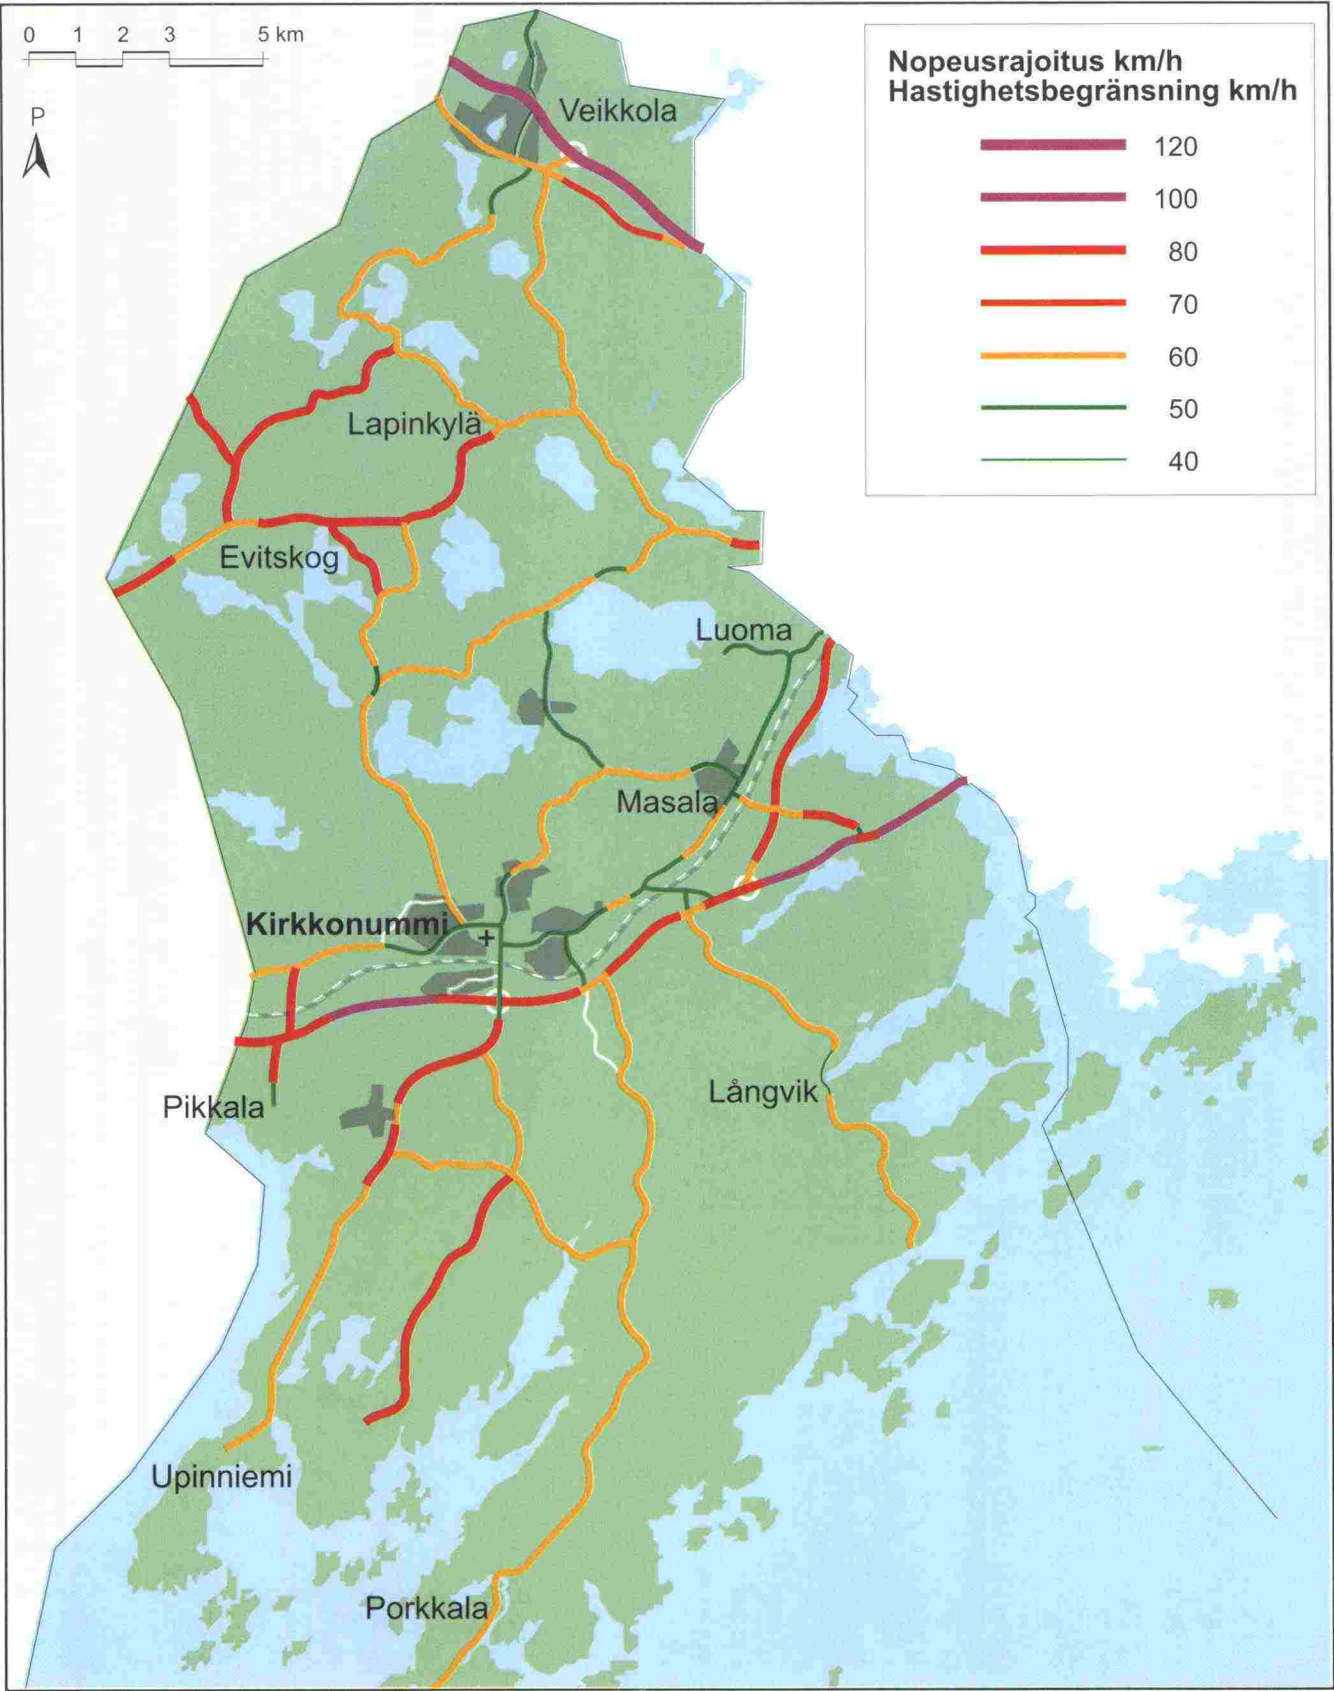 0 1 2 3 5 km
P
Nopeusrajoitus km/h
Hastighetsbegränsning km/h
120
100
80
70
60
50
40
Veikkola
Lapinkylä
Evitskog
Luoma
Masala
Kirkkonummi
Pikkala
Långvik
Upinniemi
Porkkala